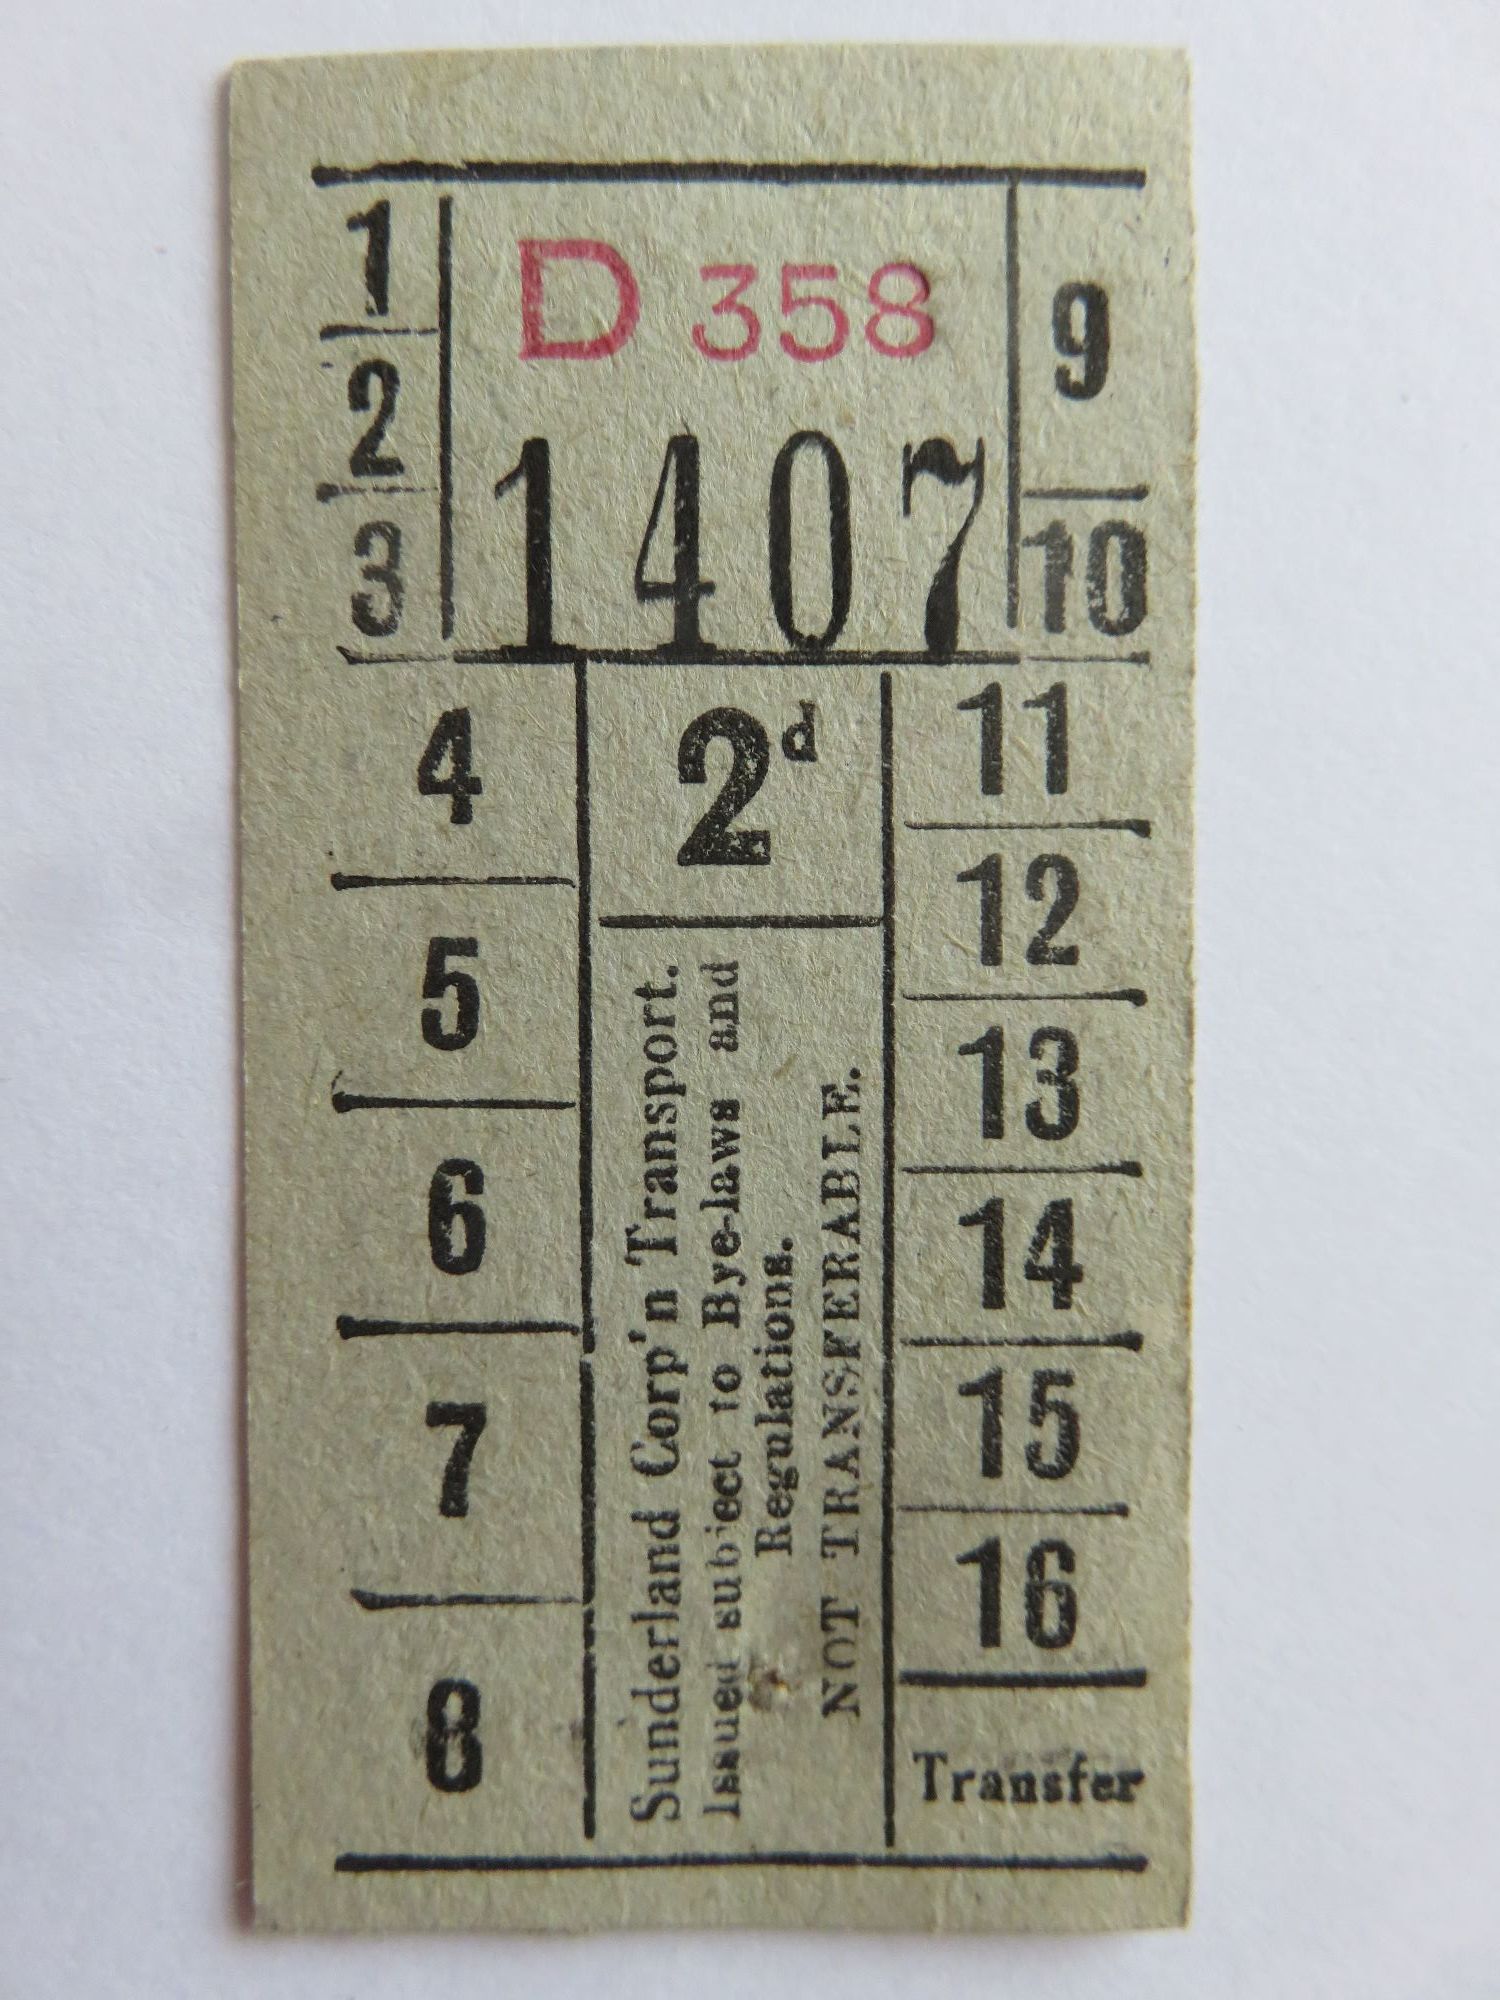 D 358
1407
1
2
3
4
5
6
7
8
2d
Sunderland Corp'n Transport.
Issued subject to Bye-laws and
Regulations.
NOT TRANSFERABLE.
9
10
11
12
13
14
15
16
Transfer